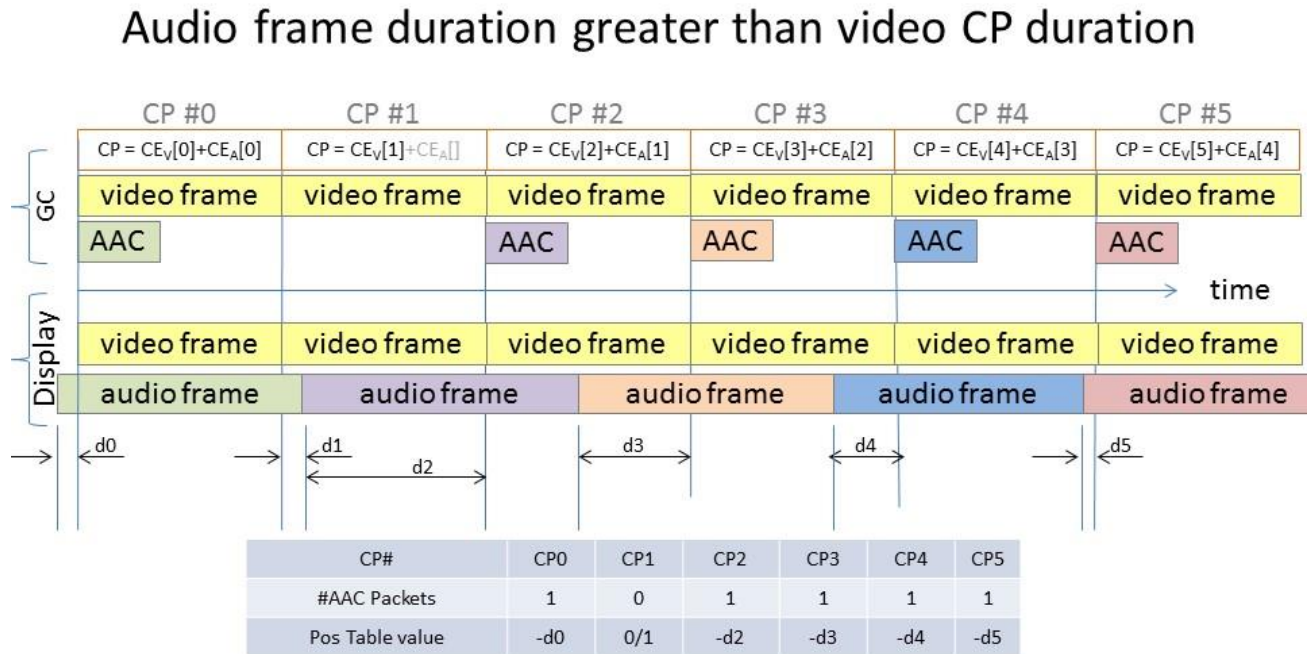 Audio frame duration greater than video CP duration
CP #0 CP #1 CP #2 CP #3 CP #4 CP #5
CP = CEV[0]+CEA[0] CP = CEV[1]+CEA[] CP = CEV[2]+CEA[1] CP = CEV[3]+CEA[2] CP = CEV[4]+CEA[3] CP = CEV[5]+CEA[4]
GC
video frame video frame video frame video frame video frame video frame
AAC AAC AAC AAC AAC
time
Display
video frame video frame video frame video frame video frame video frame
audio frame audio frame audio frame audio frame audio frame
d0 d1 d3 d4 d5
d2
CP# CP0 CP1 CP2 CP3 CP4 CP5
#AAC Packets 1 0 1 1 1 1
Pos Table value -d0 0/1 -d2 -d3 -d4 -d5